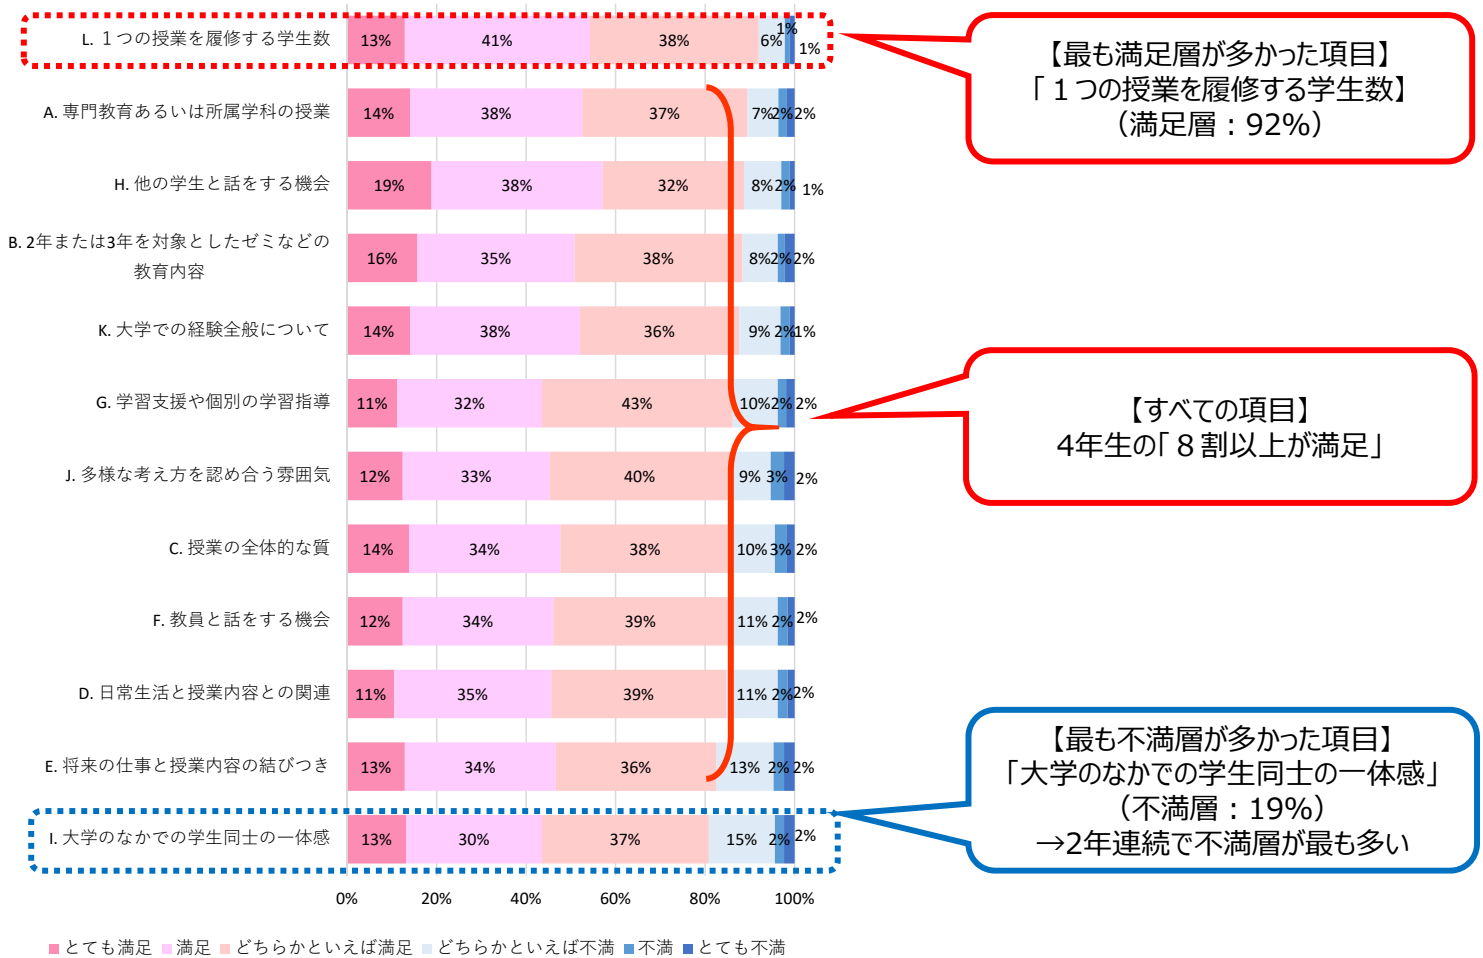 L. １つの授業を履修する学生数
13%
41%
38%
6%
1%
1%
A. 専門教育あるいは所属学科の授業
14%
38%
37%
7%
2%
2%
H. 他の学生と話をする機会
19%
38%
32%
8%
2%
1%
B. 2年または3年を対象としたゼミなどの
教育内容
16%
35%
38%
8%
2%
2%
K. 大学での経験全般について
14%
38%
36%
9%
2%
1%
G. 学習支援や個別の学習指導
11%
32%
43%
10%
2%
2%
J. 多様な考え方を認め合う雰囲気
12%
33%
40%
9%
3%
2%
C. 授業の全体的な質
14%
34%
38%
10%
3%
2%
F. 教員と話をする機会
12%
34%
39%
11%
2%
2%
D. 日常生活と授業内容との関連
11%
35%
39%
11%
2%
2%
E. 将来の仕事と授業内容の結びつき
13%
34%
36%
13%
2%
2%
I. 大学のなかでの学生同士の一体感
13%
30%
37%
15%
2%
2%
0%
20%
40%
60%
80%
100%
とても満足
満足
どちらかといえば満足
どちらかといえば不満
不満
とても不満
【最も満足層が多かった項目】
「１つの授業を履修する学生数】
（満足層：92%）
【すべての項目】
4年生の「８割以上が満足」
【最も不満層が多かった項目】
「大学のなかでの学生同士の一体感」
（不満層：19%）
→2年連続で不満層が最も多い